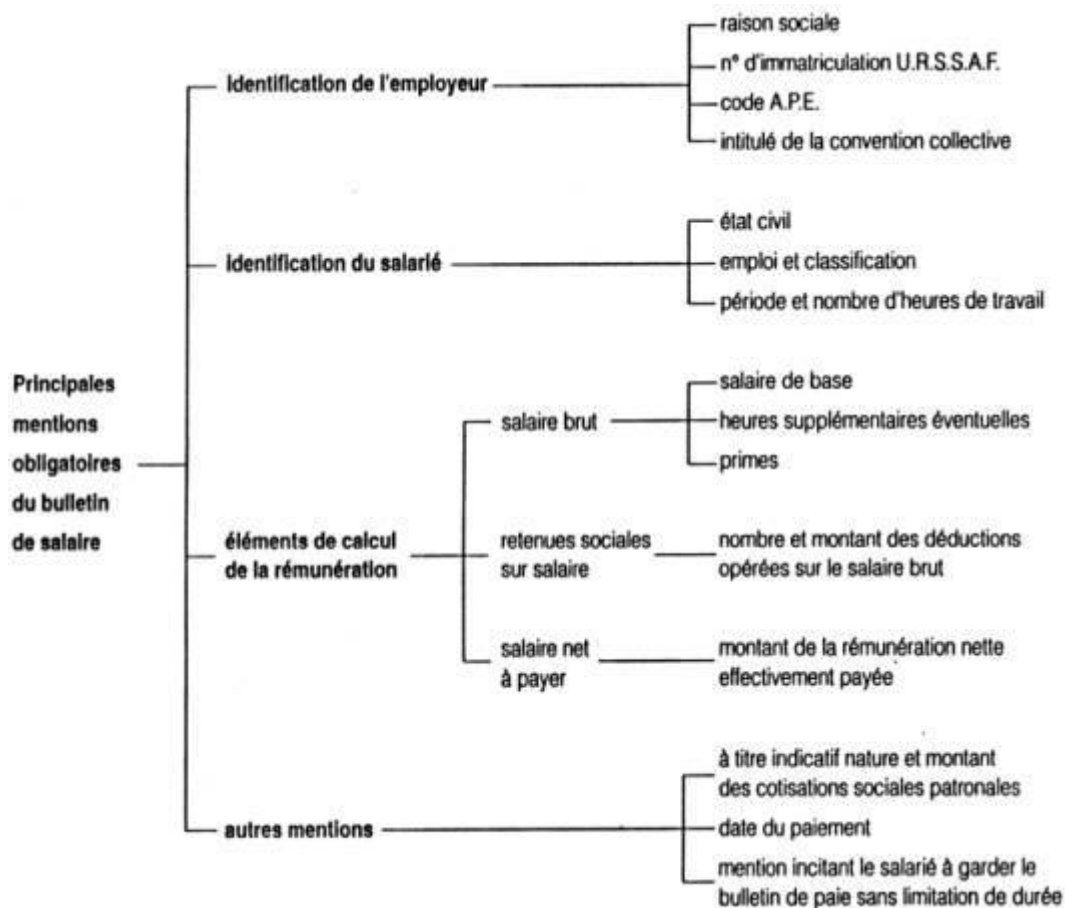 raison sociale
n° d'immatriculation U.R.S.S.A.F.
identification de l'employeur
code A.P.E.
intitulé de la convention collective
état civil
identification du salarié
emploi et classification
période et nombre d'heures de travail
Principales
mentions
obligatoires
du bulletin
de salaire
salaire de base
salaire brut
heures supplémentaires éventuelles
primes
éléments de calcul
de la rémunération
retenues sociales
sur salaire
nombre et montant des déductions
opérées sur le salaire brut
salaire net
à payer
montant de la rémunération nette
effectivement payée
à titre indicatif nature et montant
des cotisations sociales patronales
autres mentions
date du paiement
mention incitant le salarié à garder le
bulletin de paie sans limitation de durée